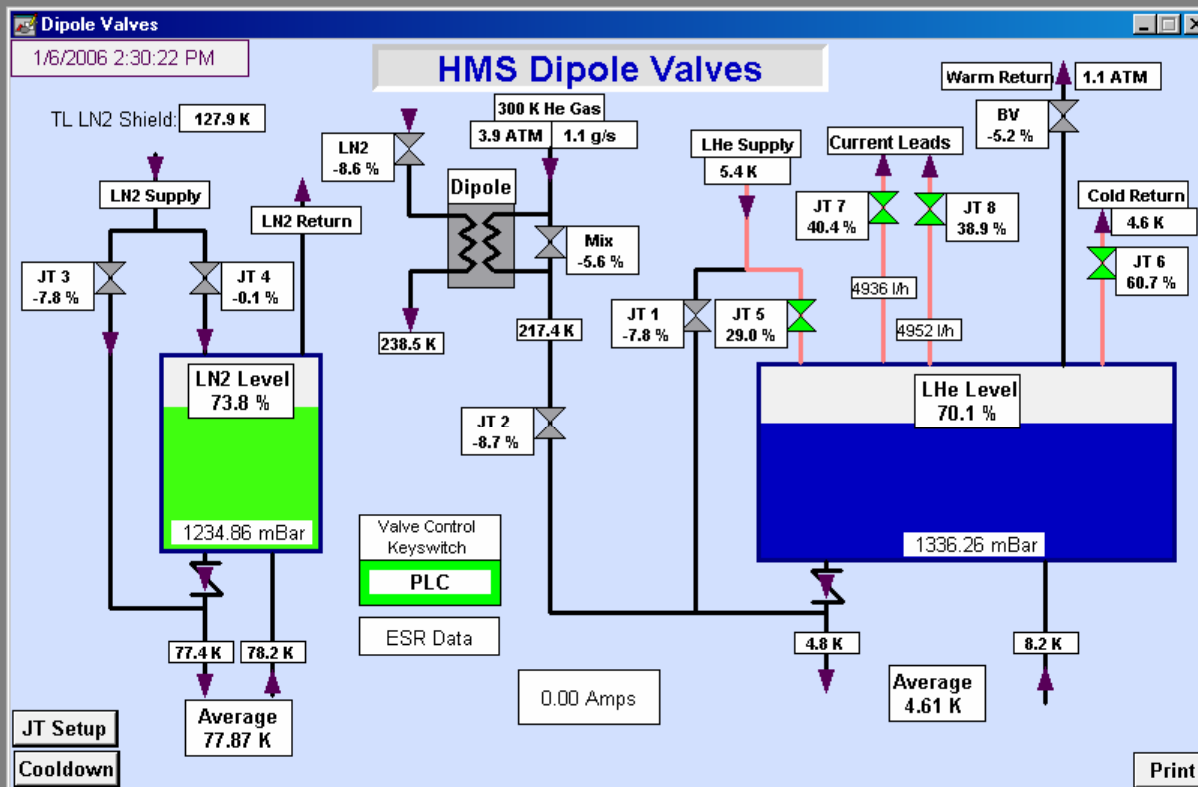 Dipole Valves
1/6/2006 2:30:22 PM
HMS Dipole Valves
TL LN2 Shield: 127.9 K
LN2 Supply
LN2 Return
JT 3
-7.8 %
JT 4
-0.1 %
LN2 Level
73.8 %
1234.86 mBar
77.4 K
78.2 K
Average
77.87 K
JT Setup
Cooldown
LN2
-8.6 %
300 K He Gas
3.9 ATM 1.1 g/s
Dipole
Mix
-5.6 %
238.5 K
217.4 K
JT 2
-8.7 %
Valve Control
Keyswitch
PLC
ESR Data
0.00 Amps
LHe Supply
5.4 K
JT 1
-7.8 %
JT 5
29.0 %
Current Leads
JT 7
40.4 %
JT 8
38.9 %
4936 l/h
4952 l/h
Warm Return 1.1 ATM
BV
-5.2 %
Cold Return
4.6 K
JT 6
60.7 %
LHe Level
70.1 %
1336.26 mBar
4.8 K
8.2 K
Average
4.61 K
Print